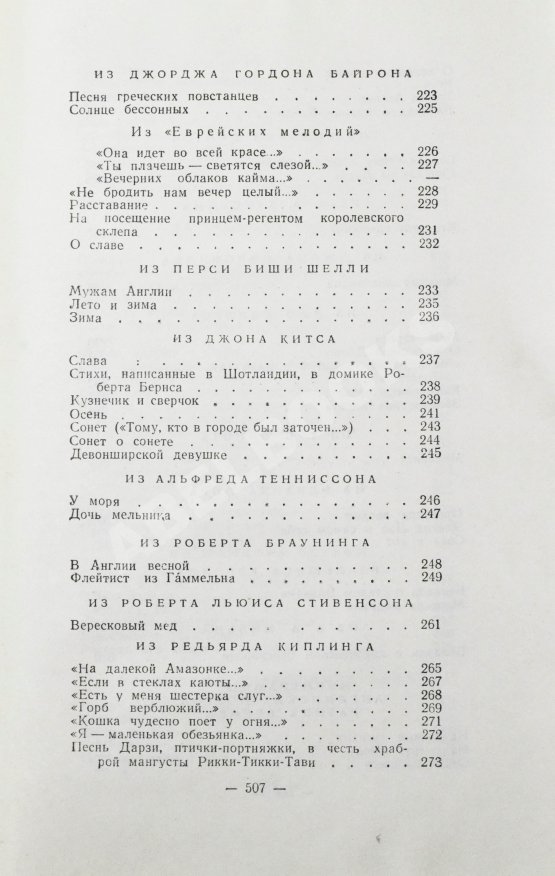 ИЗ ДЖОРДЖА ГОРДОНА БАЙРОНА
Песня греческих повстанцев . . . . . . . 223
Солнце бессонных . . . . . . . . . . . . 225
Из «Еврейских мелодий»
«Она идет во всей красе...» . . . . . . . 226
«Ты плачешь — светятся слезой...» . . . . 227
«Вечерних облаков кайма...» . . . . . . —
«Не бродить нам вечер целый...» . . . . . 228
Расставание . . . . . . . . . . . . . . 229
На посещение принцем-регентом королевского
склепа . . . . . . . . . . . . . 231
О славе . . . . . . . . . . . . . . . 232
ИЗ ПЕРСИ БИШИ ШЕЛЛИ
Мужам Англии . . . . . . . . . . . . 233
Лето и зима . . . . . . . . . . . . . 235
Зима . . . . . . . . . . . . . . . . 236
ИЗ ДЖОНА КИТСА
Слава . . . . . . . . . . . . . . . 237
Стихи, написанные в Шотландии, в домике Ро-
берта Бернса . . . . . . . . . . . 238
Кузнечик и сверчок . . . . . . . . . . 239
Осень . . . . . . . . . . . . . . . 241
Сонет («Тому, кто в городе был заточен...») . . . 243
Сонет о сонете . . . . . . . . . . . . 244
Девонширской девушке . . . . . . . . . 245
ИЗ АЛЬФРЕДА ТЕННИССОНА
У моря . . . . . . . . . . . . . . . 246
Дочь мельника . . . . . . . . . . . . 247
ИЗ РОБЕРТА БРАУНИНГА
В Англии весной . . . . . . . . . . . 248
Флейтист из Га́ммельна . . . . . . . . . 249
ИЗ РОБЕРТА ЛЬЮИСА СТИВЕНСОНА
Вересковый мед . . . . . . . . . . . . 261
ИЗ РЕДЬЯРДА КИПЛИНГА
«На далекой Амазонке...» . . . . . . . . 265
«Если в стеклах каюты...» . . . . . . . . 267
«Есть у меня шестерка слуг...» . . . . . . 268
«Горб верблюжий...» . . . . . . . . . . 269
«Кошка чудесно поет у огня...» . . . . . . 271
«Я — маленькая обезьянка...» . . . . . . . 272
Песнь Дарзи, птички-портняжки, в честь храб-
рой мангусты Рикки-Тикки-Тави . . . . . 273
— 507 —